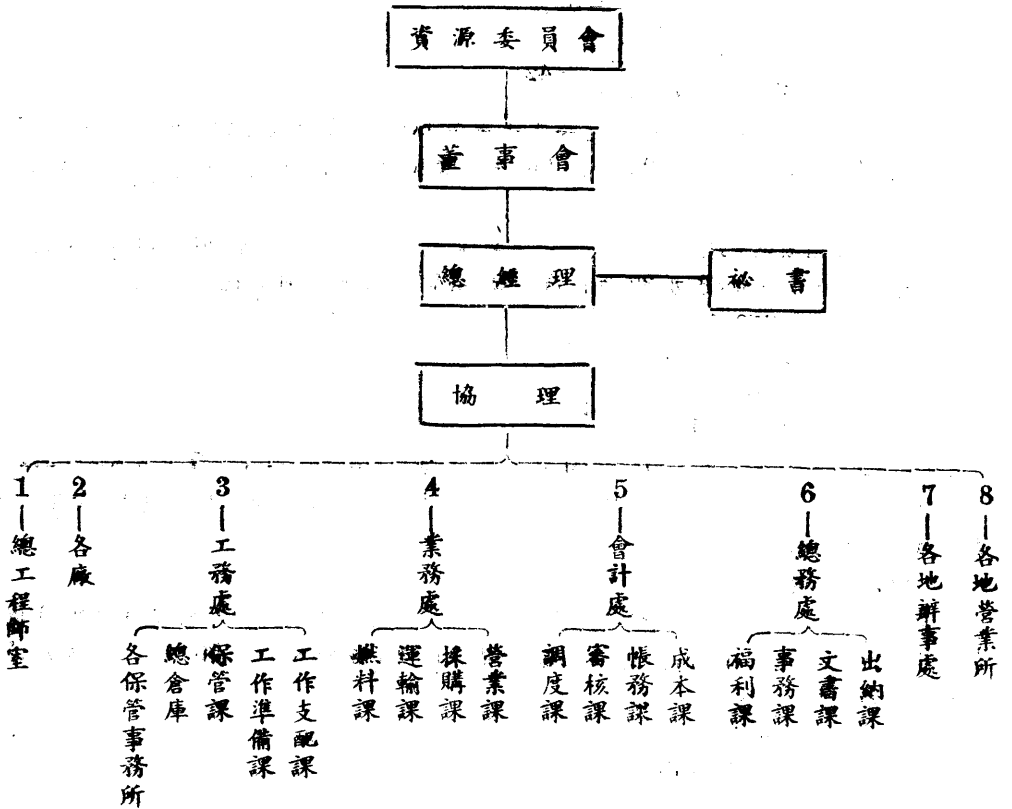 資源委員會
董事會
總經理
祕書
協理
1—總工程師室
2—各廠
3—工務處
各保管事務所
總倉庫
保管課
工作準備課
工作支配課
4—業務處
燃料課
運輸課
採購課
營業課
5—會計處
調度課
審核課
帳務課
成本課
6—總務處
福利課
事務課
文書課
出納課
7—各地辦事處
8—各地營業所